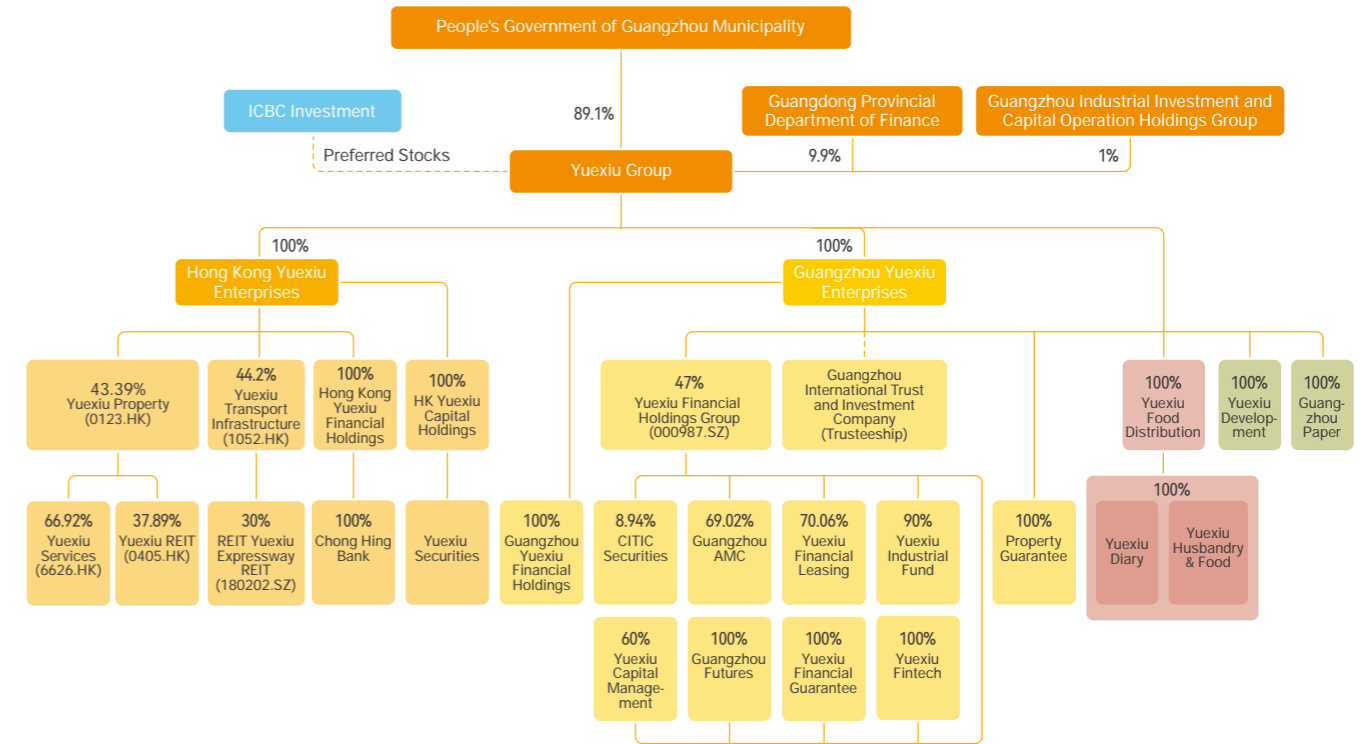 People's Government of Guangzhou Municipality
ICBC Investment
89.1%
Guangdong Provincial
Department of Finance
Guangzhou Industrial Investment and
Capital Operation Holdings Group
Preferred Stocks
9.9%
1%
Yuexiu Group
100%
100%
Hong Kong Yuexiu
Enterprises
Guangzhou Yuexiu
Enterprises
43.39%
Yuexiu Property
(0123.HK)
44.2%
Yuexiu
Transport
Infrastructure
(1052.HK)
100%
Hong Kong
Yuexiu
Financial
Holdings
100%
HK Yuexiu
Capital
Holdings
47%
Yuexiu Financial
Holdings Group
(000987.SZ)
Guangzhou
International Trust
and Investment
Company
(Trusteeship)
100%
Yuexiu
Food
Distribution
100%
Yuexiu
Develop-
ment
100%
Guang-
zhou
Paper
66.92%
Yuexiu
Services
(6626.HK)
37.89%
Yuexiu REIT
(0405.HK)
30%
REIT Yuexiu
Expressway
REIT
(180202.SZ)
100%
Chong Hing
Bank
Yuexiu
Securities
100%
Guangzhou
Yuexiu
Financial
Holdings
8.94%
CITIC
Securities
69.02%
Guangzhou
AMC
70.06%
Yuexiu
Financial
Leasing
90%
Yuexiu
Industrial
Fund
100%
Property
Guarantee
100%
Yuexiu
Diary
Yuexiu
Husbandry
& Food
60%
Yuexiu
Capital
Manage-
ment
100%
Guangzhou
Futures
100%
Yuexiu
Financial
Guarantee
100%
Yuexiu
Fintech